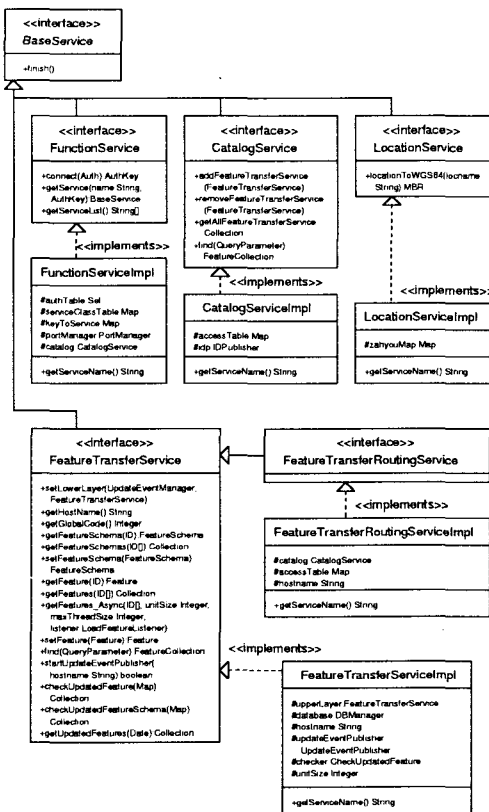 <<interface>>
BaseService
+finish()
<<interface>>
FunctionService
+connect(Auth) AuthKey
+getService(name String,
AuthKey) BaseService
+getServiceList() String[]
<<implements>>
FunctionServiceImpl
#authTable Set
#serviceClassTable Map
#keyToService Map
#portManager PortManager
#catalog CatalogService
+getServiceName() String
<<interface>>
CatalogService
+addFeatureTransferService
(FeatureTransferService)
+removeFeatureTransferService
(FeatureTransferService)
+getAllFeatureTransferService
Collection
+find(QueryParameter)
FeatureCollection
<<implements>>
CatalogServiceImpl
#accessTable Map
#idp IDPublisher
+getServiceName() String
<<interface>>
LocationService
+locationToWGS84(locname
String) MBR
<<implements>>
LocationServiceImpl
#zahyouMap Map
+getServiceName() String
<<interface>>
FeatureTransferService
+setLowerLayer(UpdateEventManager,
FeatureTransferService)
+getHostName() String
+getGlobalCode() Integer
+getFeatureSchema(ID) FeatureSchema
+getFeatureSchemas(ID[]) Collection
+setFeatureSchema(FeatureSchema)
FeatureSchema
+getFeature(ID) Feature
+getFeatures(ID[]) Collection
+getFeatures_Async(ID[], unitSize Integer,
maxThreadSize Integer,
listener LoadFeatureListener)
+setFeature(Feature) Feature
+find(QueryParameter) FeatureCollection
+startUpdateEventPublisher(
hostname String) boolean
+checkUpdatedFeature(Map)
Collection
+checkUpdatedFeatureSchema(Map)
Collection
+getUpdatedFeatures(Date) Collection
<<interface>>
FeatureTransferRoutingService
<<implements>>
FeatureTransferRoutingServiceImpl
#catalog CatalogService
#accessTable Map
#hostname String
+getServiceName() String
<<implements>>
FeatureTransferServiceImpl
#upperLayer FeatureTransferService
#database DBManager
#hostname String
#updateEventPublisher
UpdateEventPublisher
#checker CheckUpdatedFeature
#unitSize Integer
+getServiceName() String